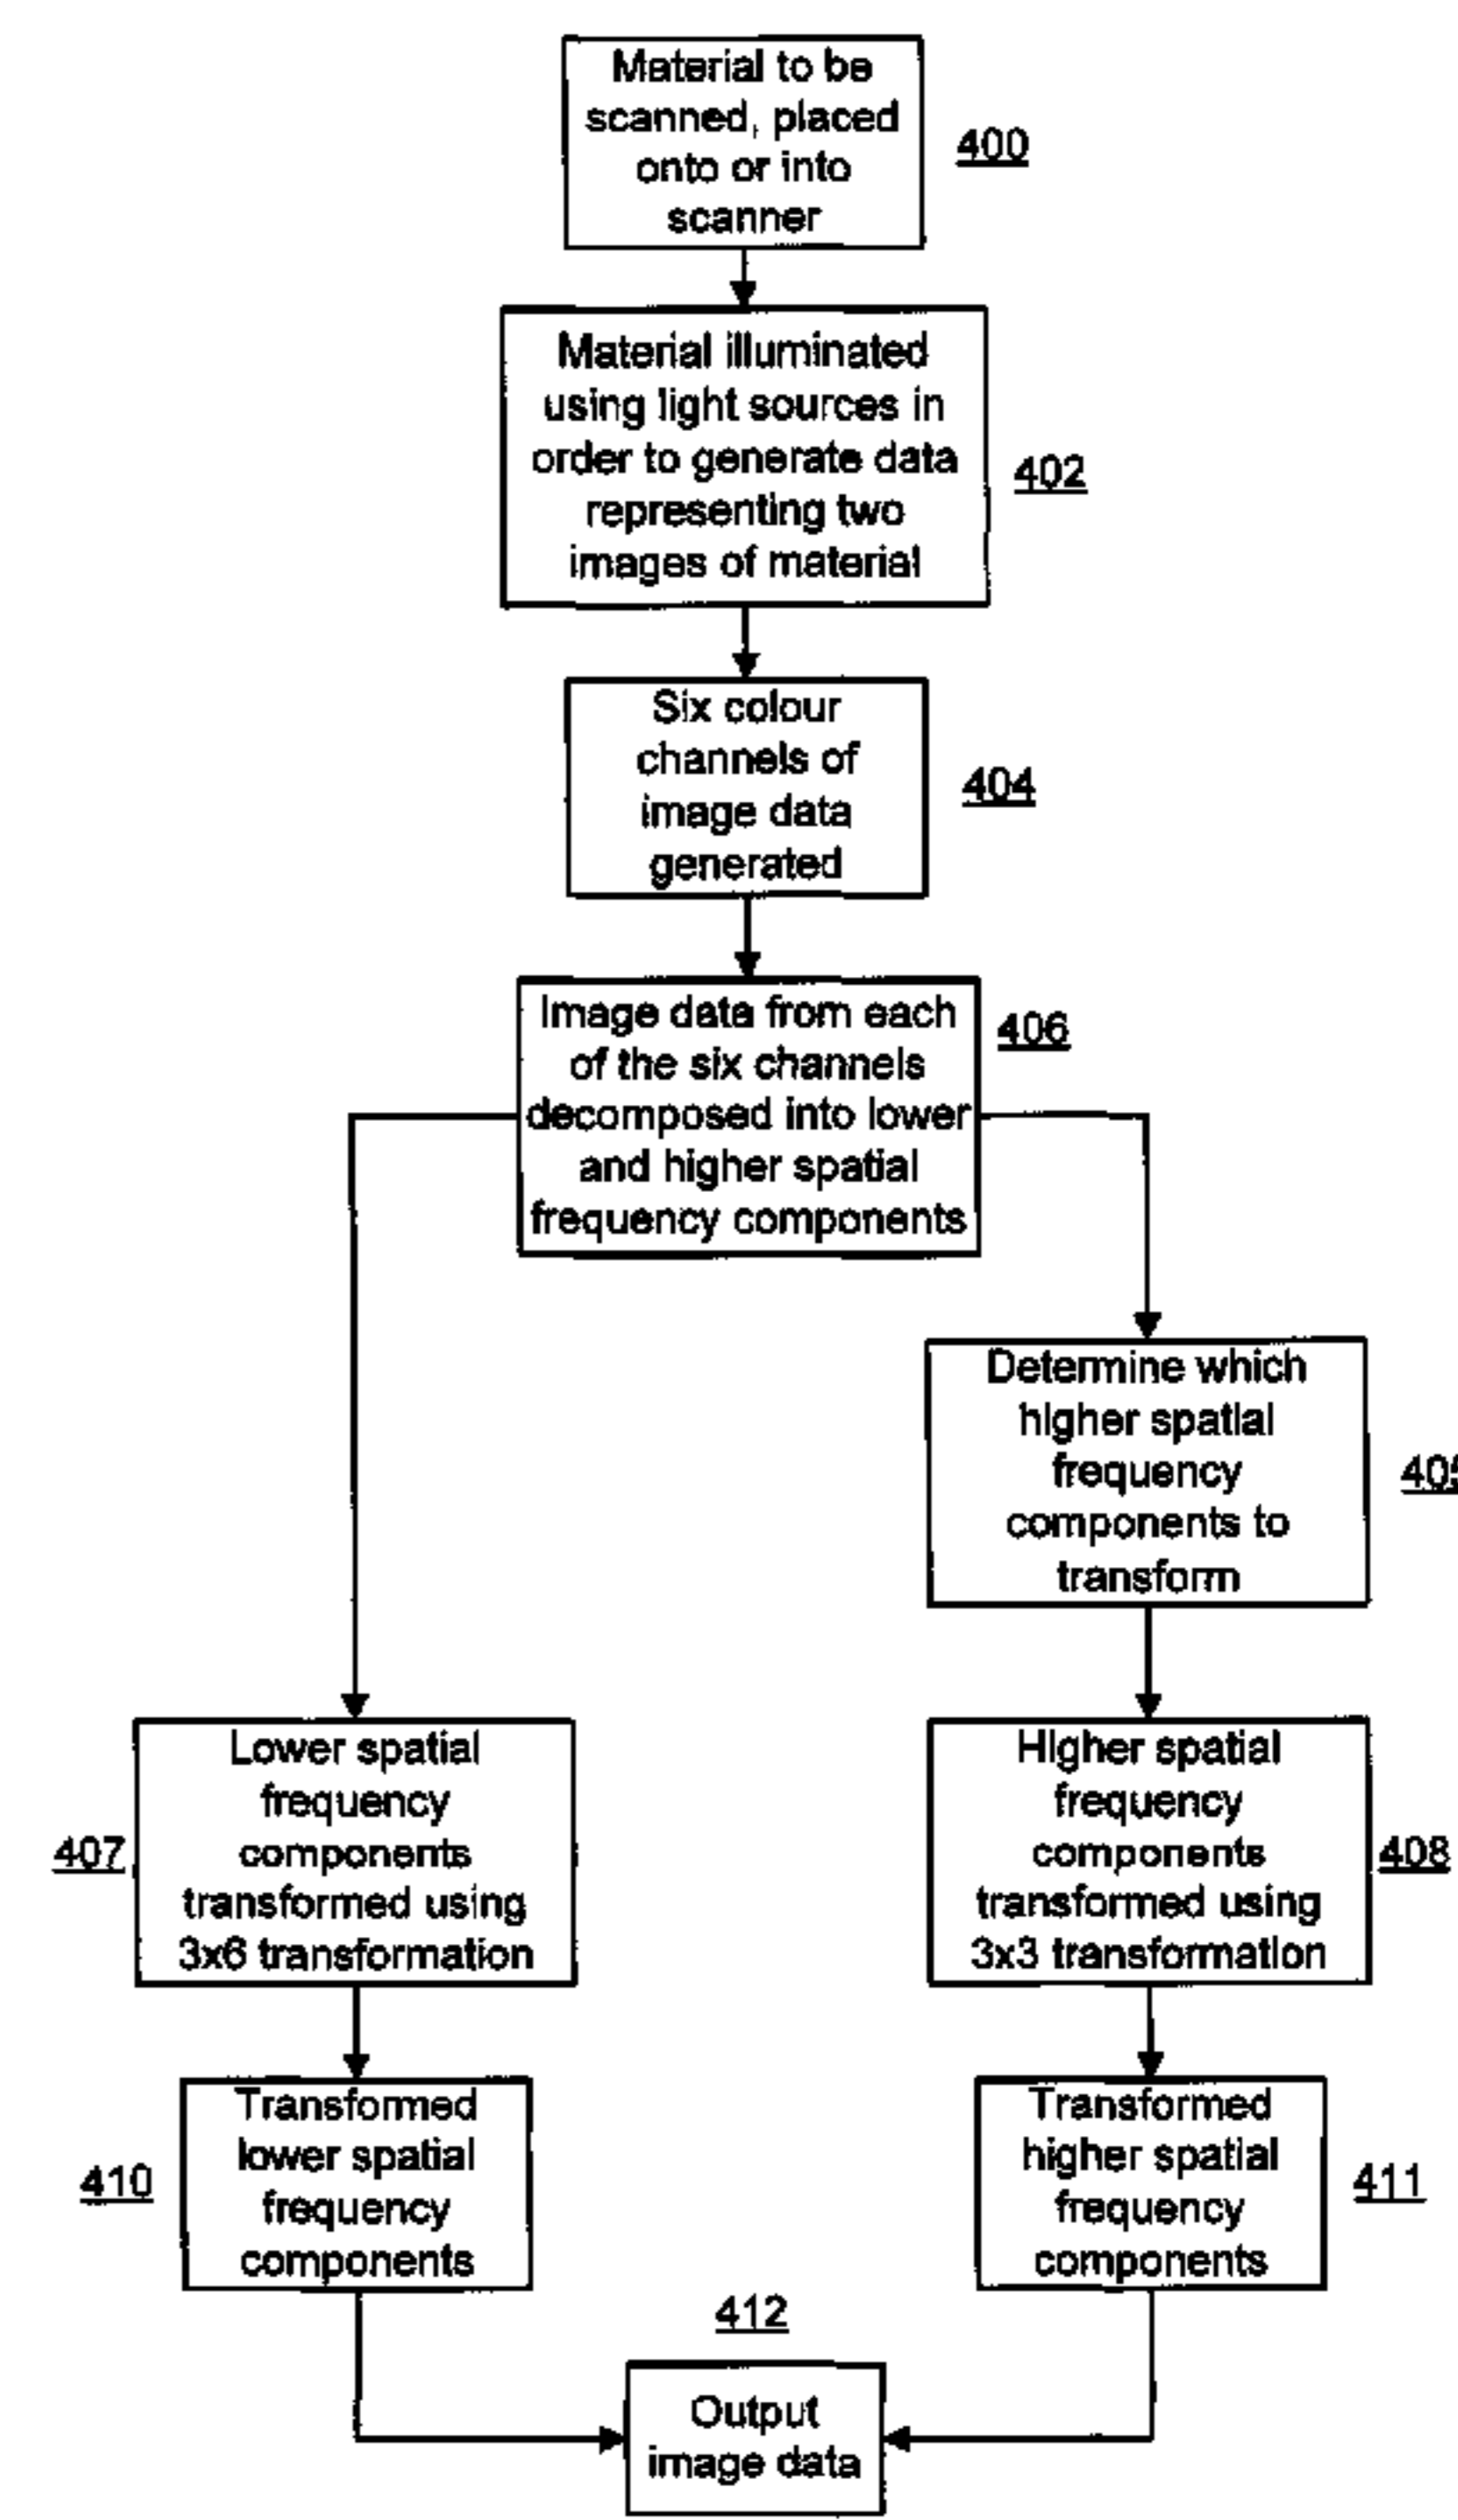 Material to be
scanned, placed
onto or into
scanner
400
Material illuminated
using light sources in
order to generate data
representing two
images of material
402
Six colour
channels of
image data
generated
404
Image data from each
of the six channels
decomposed into lower
and higher spatial
frequency components
406
Determine which
higher spatial
frequency
components to
transform
Lower spatial
frequency
components
transformed using
3x6 transformation
407
Higher spatial
frequency
components
transformed using
3x3 transformation
408
Transformed
lower spatial
frequency
components
410
Transformed
higher spatial
frequency
components
411
412
Output
image data